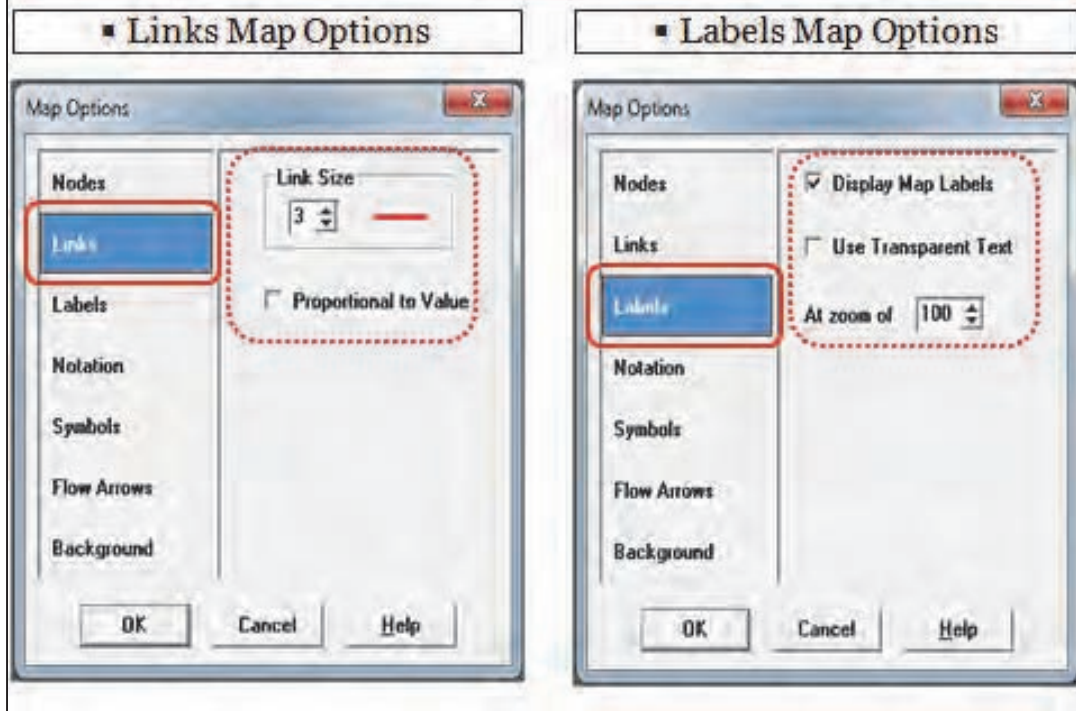 ▪ Links Map Options
Map Options
Nodes
Links
Labels
Notation
Symbols
Flow Arrows
Background
Link Size
3
Proportional to Value
OK Cancel Help
▪ Labels Map Options
Map Options
Nodes
Links
Labels
Notation
Symbols
Flow Arrows
Background
Display Map Labels
Use Transparent Text
At zoom of 100
OK Cancel Help